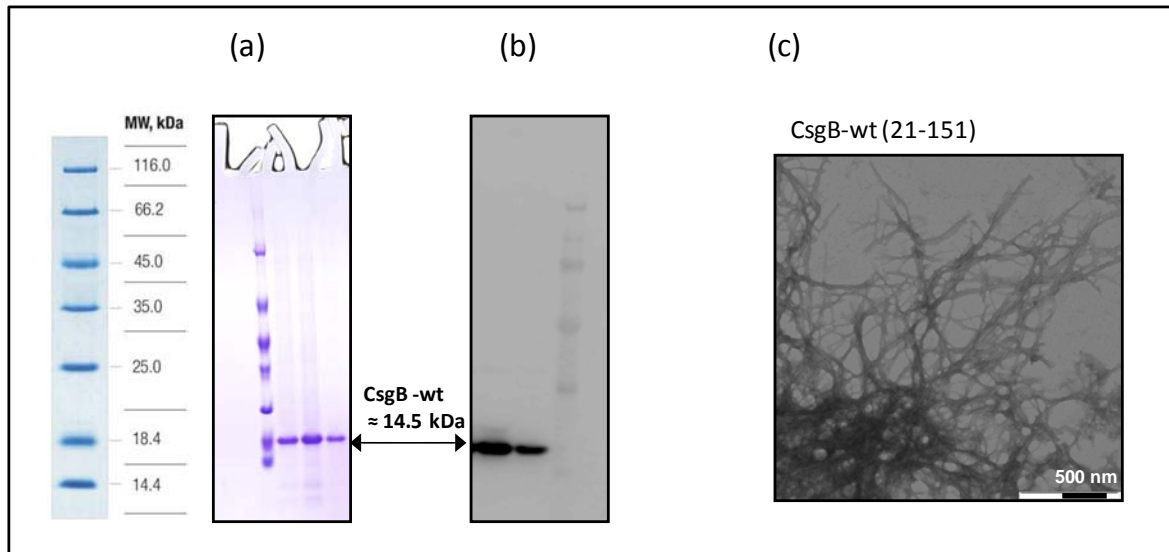 (a)
(b)
(c)
MW, kDa
116.0
66.2
45.0
35.0
25.0
18.4
14.4
CsgB -wt
≈ 14.5 kDa
CsgB-wt (21-151)
500 nm